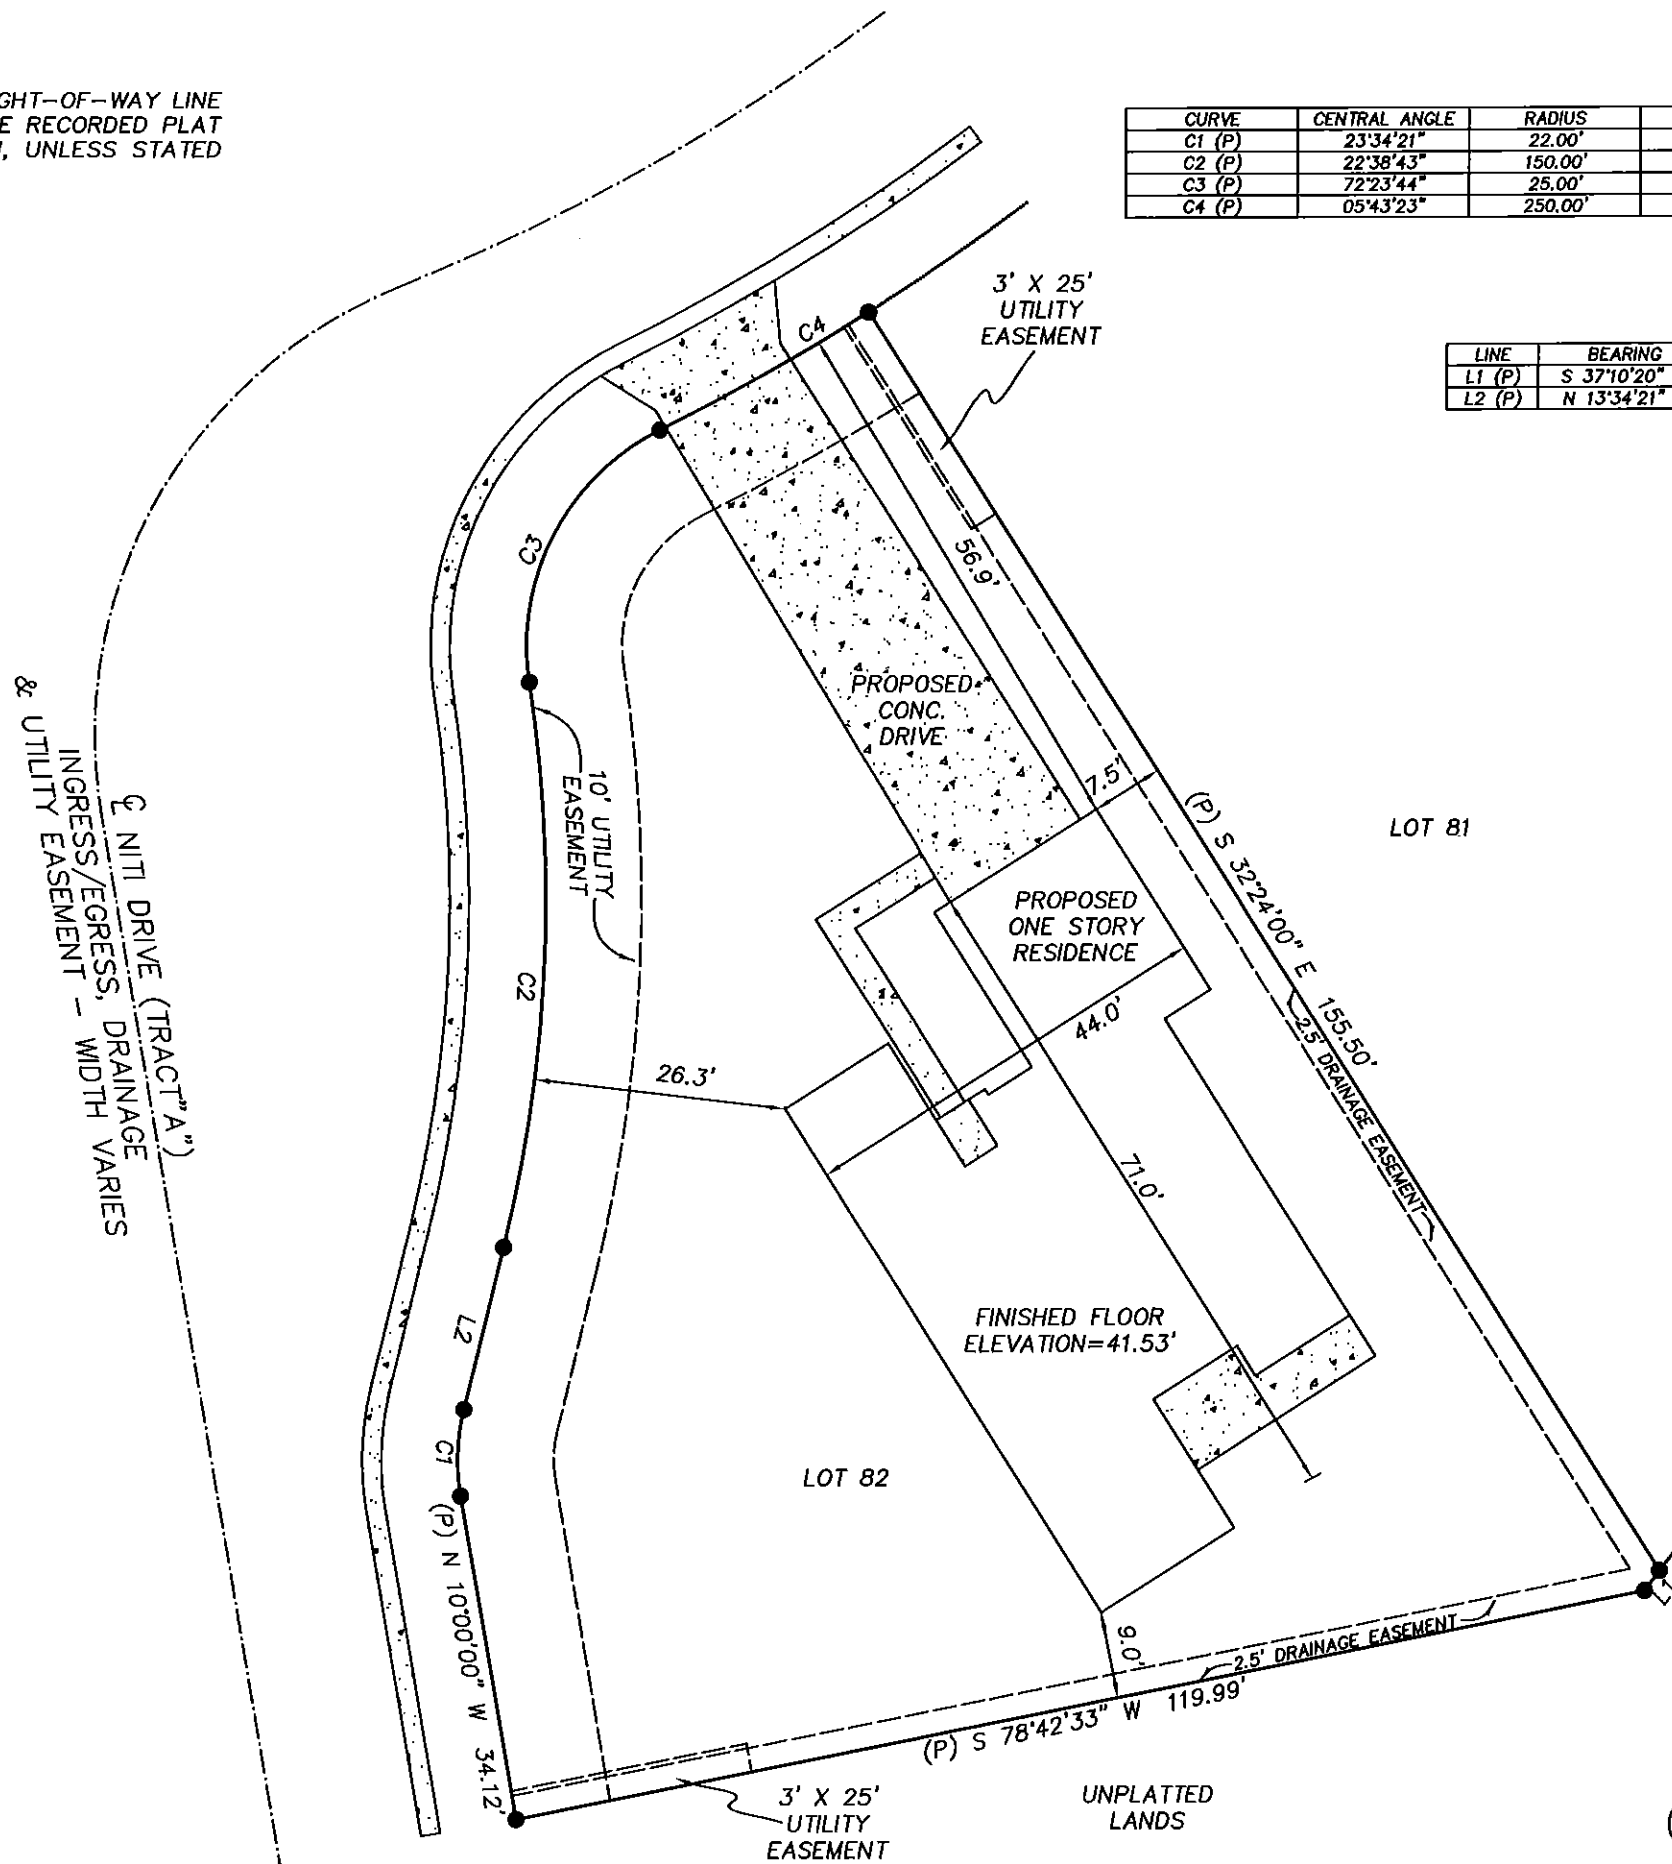 GHT-OF-WAY LINE
E RECORDED PLAT
, UNLESS STATED
CURVE CENTRAL ANGLE RADIUS
C1 (P) 23°34'21" 22.00'
C2 (P) 22°38'43" 150.00'
C3 (P) 72°23'44" 25.00'
C4 (P) 05°43'23" 250.00'
3' X 25'
UTILITY
EASEMENT
LINE BEARING
L1 (P) S 37°10'20"
L2 (P) N 13°34'21"
C4
C3
56.9'
PROPOSED
CONC.
DRIVE
7.5'
(P) S 32°24'00" E 155.50'
LOT 81
10' UTILITY
EASEMENT
℄ NITI DRIVE (TRACT"A")
INGRESS/EGRESS, DRAINAGE
& UTILITY EASEMENT - WIDTH VARIES
PROPOSED
ONE STORY
RESIDENCE
C2
44.0'
2.5' DRAINAGE EASEMENT
26.3'
71.0'
L2
FINISHED FLOOR
ELEVATION=41.53'
C1
LOT 82
(P) N 10°00'00" W 34.12'
9.0'
2.5' DRAINAGE EASEMENT
(P) S 78°42'33" W 119.99'
3' X 25'
UTILITY
EASEMENT
UNPLATTED
LANDS